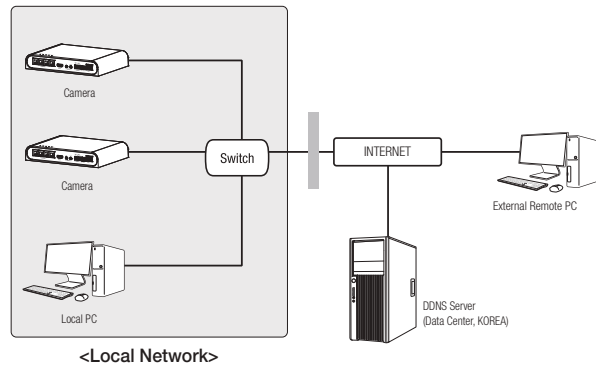 Camera
Camera
Switch
INTERNET
External Remote PC
Local PC
DDNS Server
(Data Center, KOREA)
<Local Network>